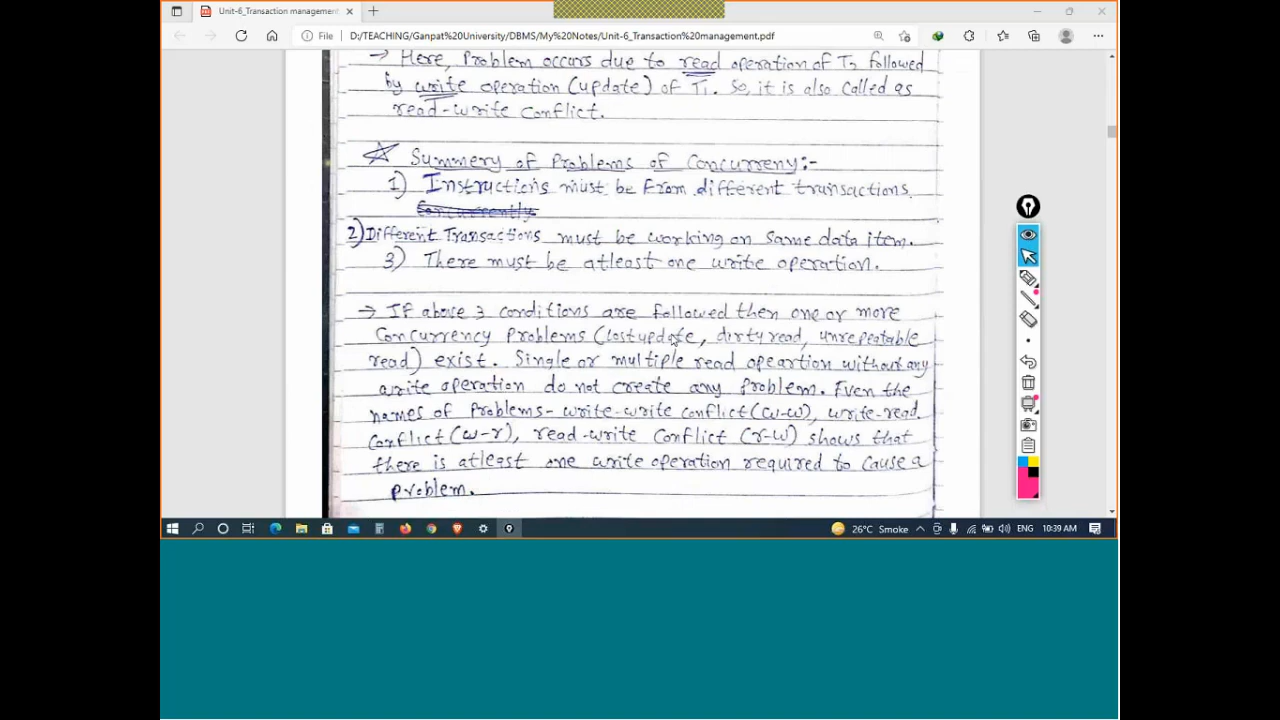 Unit-6_Transaction management
File
D:/TEACHING/Ganpat%20University/DBMS/My%20Notes/Unit-6_Transaction%20management.pdf
→ Here, Problem occurs due to read operation of T2 followed
by write operation (update) of T1. So, it is also called as
read-write conflict.
☆ Summery of Problems of Concurreny:-
1) Instructions must be from different transactions.
Concurrently
2) Different Transactions must be working on same data item.
3) There must be atleast one write operation.
→ If above 3 conditions are followed then one or more
Concurrency Problems (lost update, dirty read, unrepeatable
read) exist. Single or multiple read opeartion without any
write operation do not create any problem. Even the
names of Problems- write-write conflict (w-w), write-read
conflict (w-r), read-write conflict (r-w) shows that
there is atleast one write operation required to cause a
problem.
26°C Smoke
ENG
10:39 AM